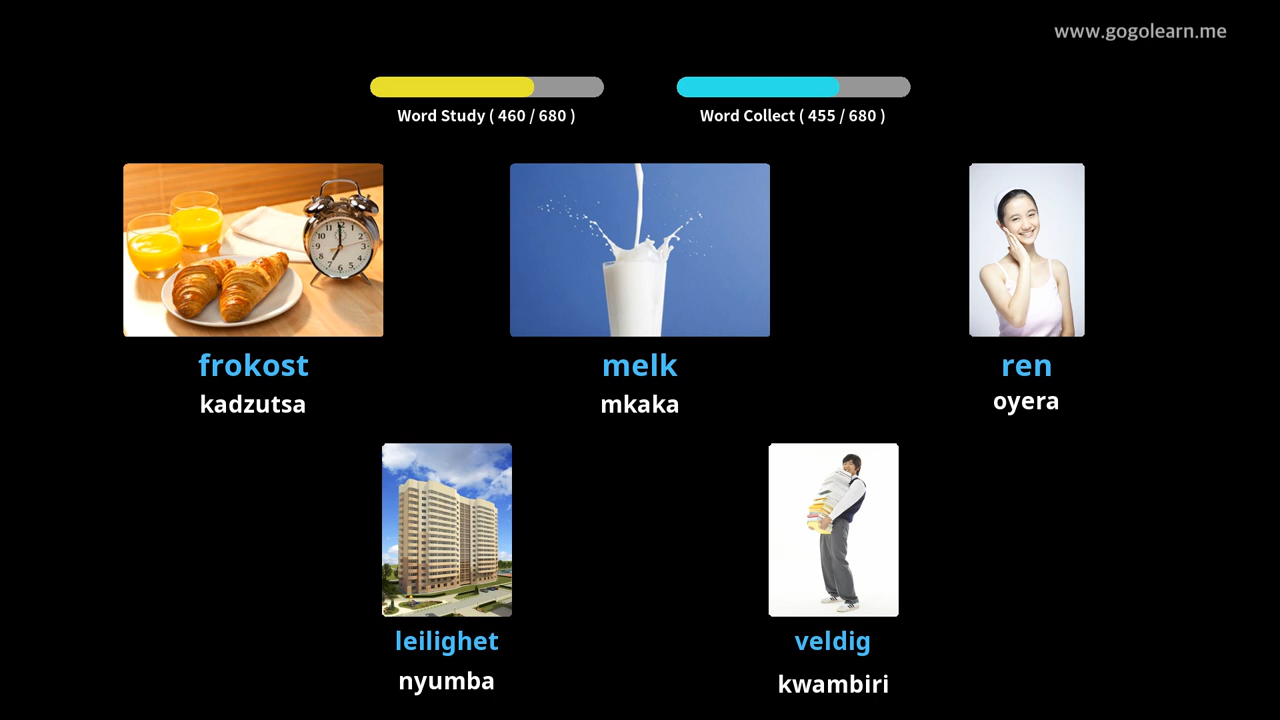 www.gogolearn.me
Word Study ( 460 / 680 )
Word Collect ( 455 / 680 )
frokost
kadzutsa
melk
mkaka
ren
oyera
leilighet
nyumba
veldig
kwambiri